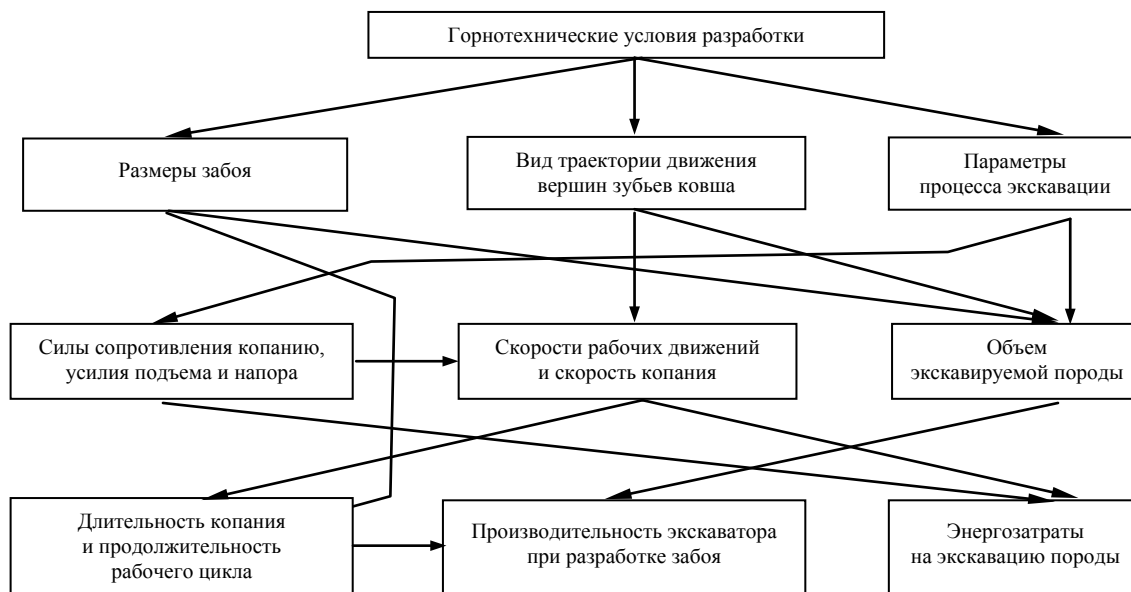 Горнотехнические условия разработки
Размеры забоя
Вид траектории движения
вершин зубьев ковша
Параметры
процесса экскавации
Силы сопротивления копанию,
усилия подъема и напора
Скорости рабочих движений
и скорость копания
Объем
экскавируемой породы
Длительность копания
и продолжительность
рабочего цикла
Производительность экскаватора
при разработке забоя
Энергозатраты
на экскавацию породы